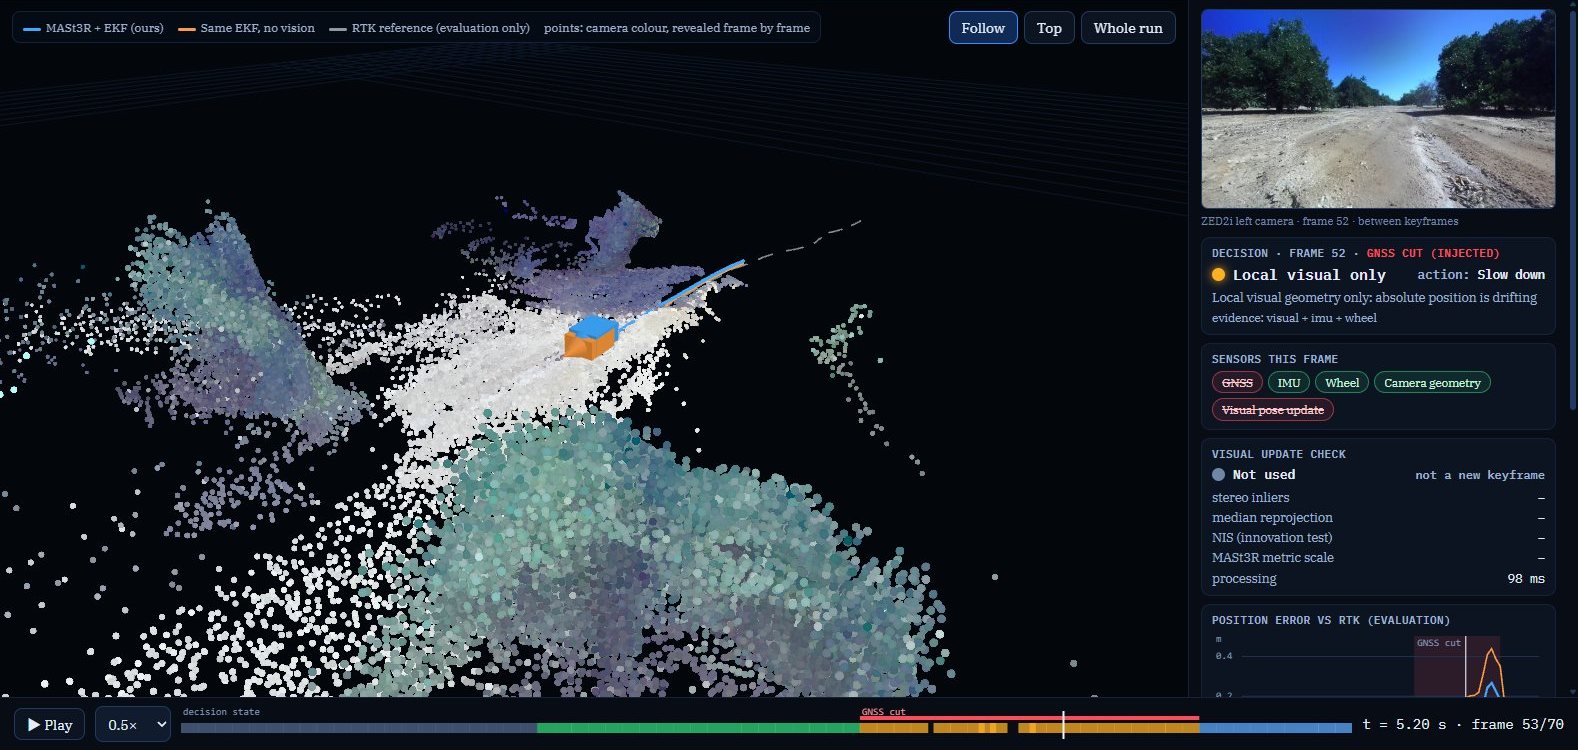 MASt3R + EKF (ours) Same EKF, no vision RTK reference (evaluation only) points: camera colour, revealed frame by frame
Follow Top Whole run
ZED2i left camera · frame 52 · between keyframes
DECISION · FRAME 52 · GNSS CUT (INJECTED)
Local visual only action: Slow down
Local visual geometry only: absolute position is drifting
evidence: visual + imu + wheel
SENSORS THIS FRAME
GNSS IMU Wheel Camera geometry
Visual pose update
VISUAL UPDATE CHECK
Not used not a new keyframe
stereo inliers –
median reprojection –
NIS (innovation test) –
MASt3R metric scale –
processing 98 ms
POSITION ERROR VS RTK (EVALUATION)
m
GNSS cut
0.4
0.2
decision state
GNSS cut
Play 0.5× t = 5.20 s · frame 53/70